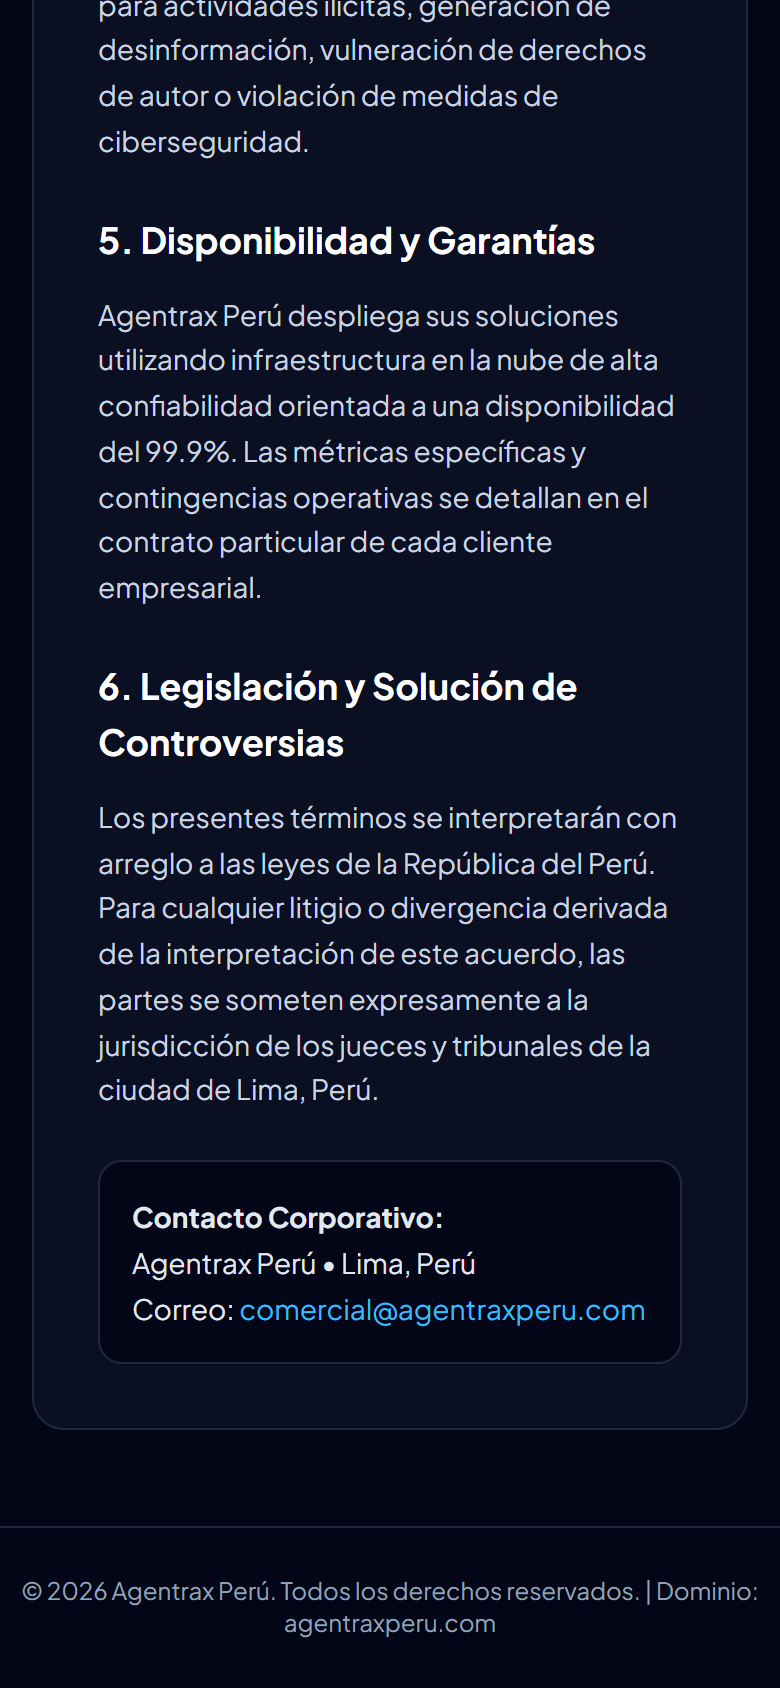 para actividades ilícitas, generación de
desinformación, vulneración de derechos
de autor o violación de medidas de
ciberseguridad.
5. Disponibilidad y Garantías
Agentrax Perú despliega sus soluciones
utilizando infraestructura en la nube de alta
confiabilidad orientada a una disponibilidad
del 99.9%. Las métricas específicas y
contingencias operativas se detallan en el
contrato particular de cada cliente
empresarial.
6. Legislación y Solución de
Controversias
Los presentes términos se interpretarán con
arreglo a las leyes de la República del Perú.
Para cualquier litigio o divergencia derivada
de la interpretación de este acuerdo, las
partes se someten expresamente a la
jurisdicción de los jueces y tribunales de la
ciudad de Lima, Perú.
Contacto Corporativo:
Agentrax Perú • Lima, Perú
Correo: comercial@agentraxperu.com
© 2026 Agentrax Perú. Todos los derechos reservados. | Dominio:
agentraxperu.com